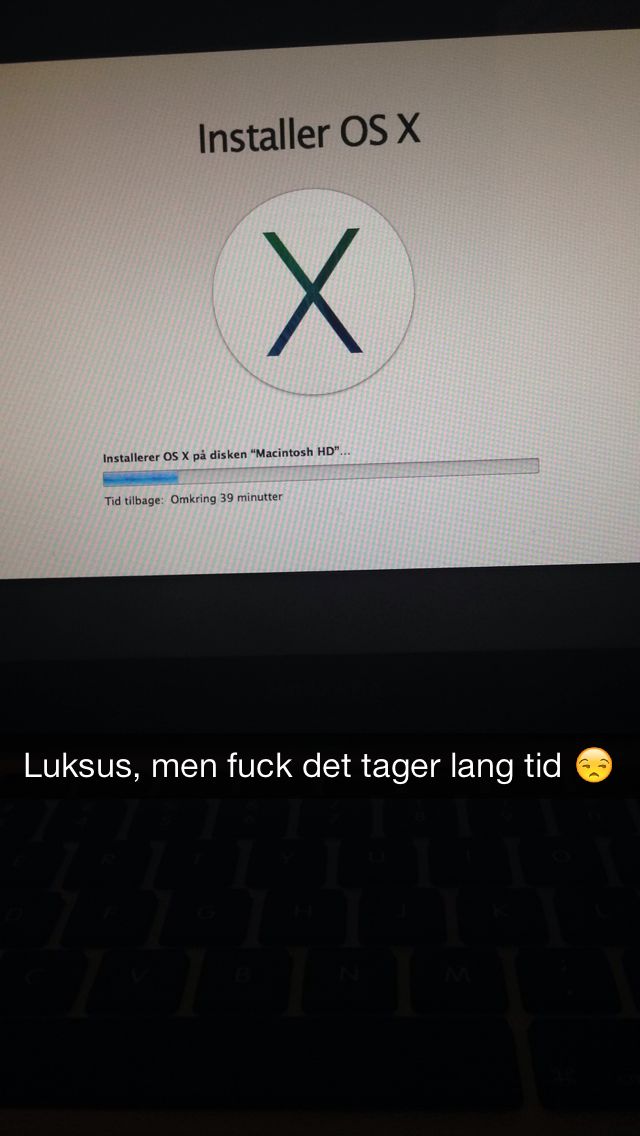 Installer OS X
X
Installerer OS X på disken “Macintosh HD”...
Tid tilbage: Omkring 39 minutter
Luksus, men fuck det tager lang tid 😒
E R T Y U I O
D F G H J K L
C V B N M
⌘